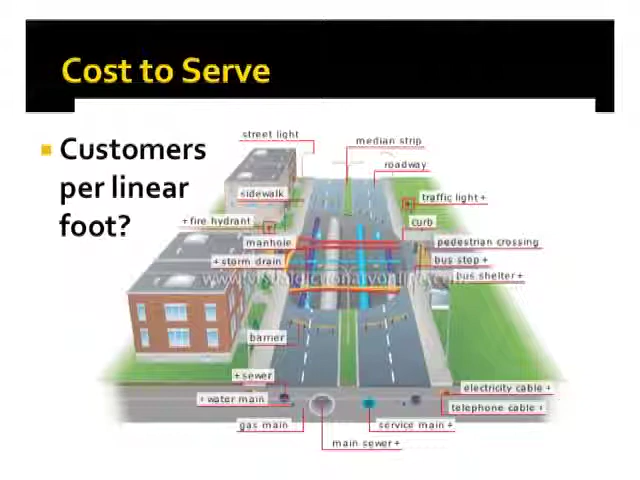 Cost to Serve
Customers
per linear
foot?
street light
median strip
roadway
sidewalk
traffic light +
+ fire hydrant
curb
manhole
pedestrian crossing
+ storm drain
bus stop +
bus shelter +
barrier
+ sewer
electricity cable +
+ water main
telephone cable +
gas main
service main +
main sewer +